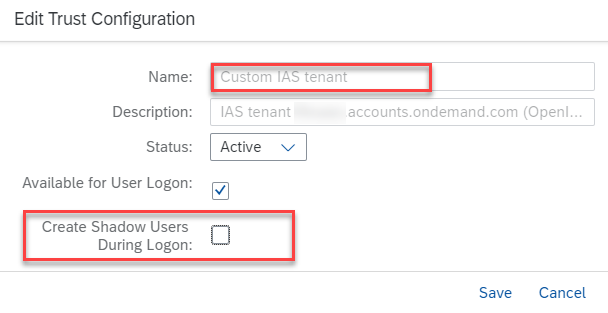 Edit Trust Configuration
Name: Custom IAS tenant
Description: IAS tenant accounts.ondemand.com (OpenI...
Status: Active
Available for User Logon:
Create Shadow Users
During Logon:
Save Cancel